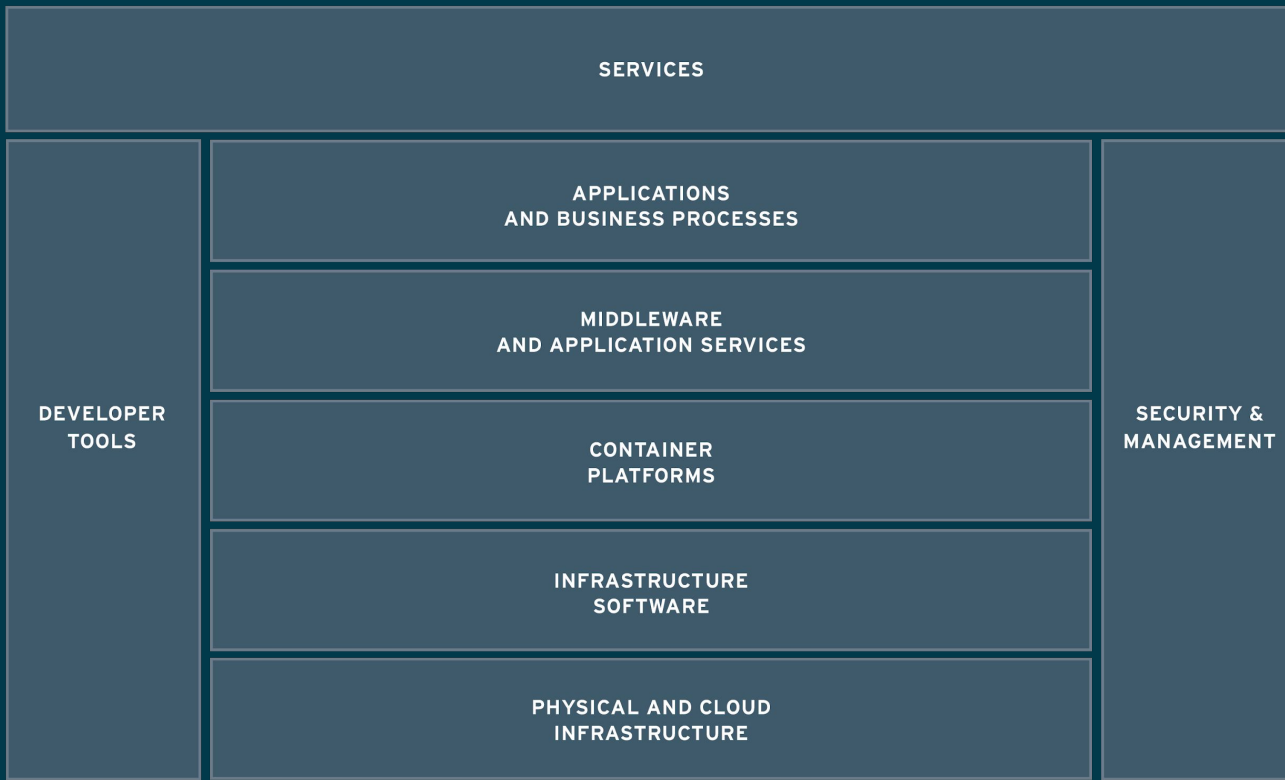 SERVICES
APPLICATIONS
AND BUSINESS PROCESSES
MIDDLEWARE
AND APPLICATION SERVICES
DEVELOPER
TOOLS
CONTAINER
PLATFORMS
SECURITY &
MANAGEMENT
INFRASTRUCTURE
SOFTWARE
PHYSICAL AND CLOUD
INFRASTRUCTURE